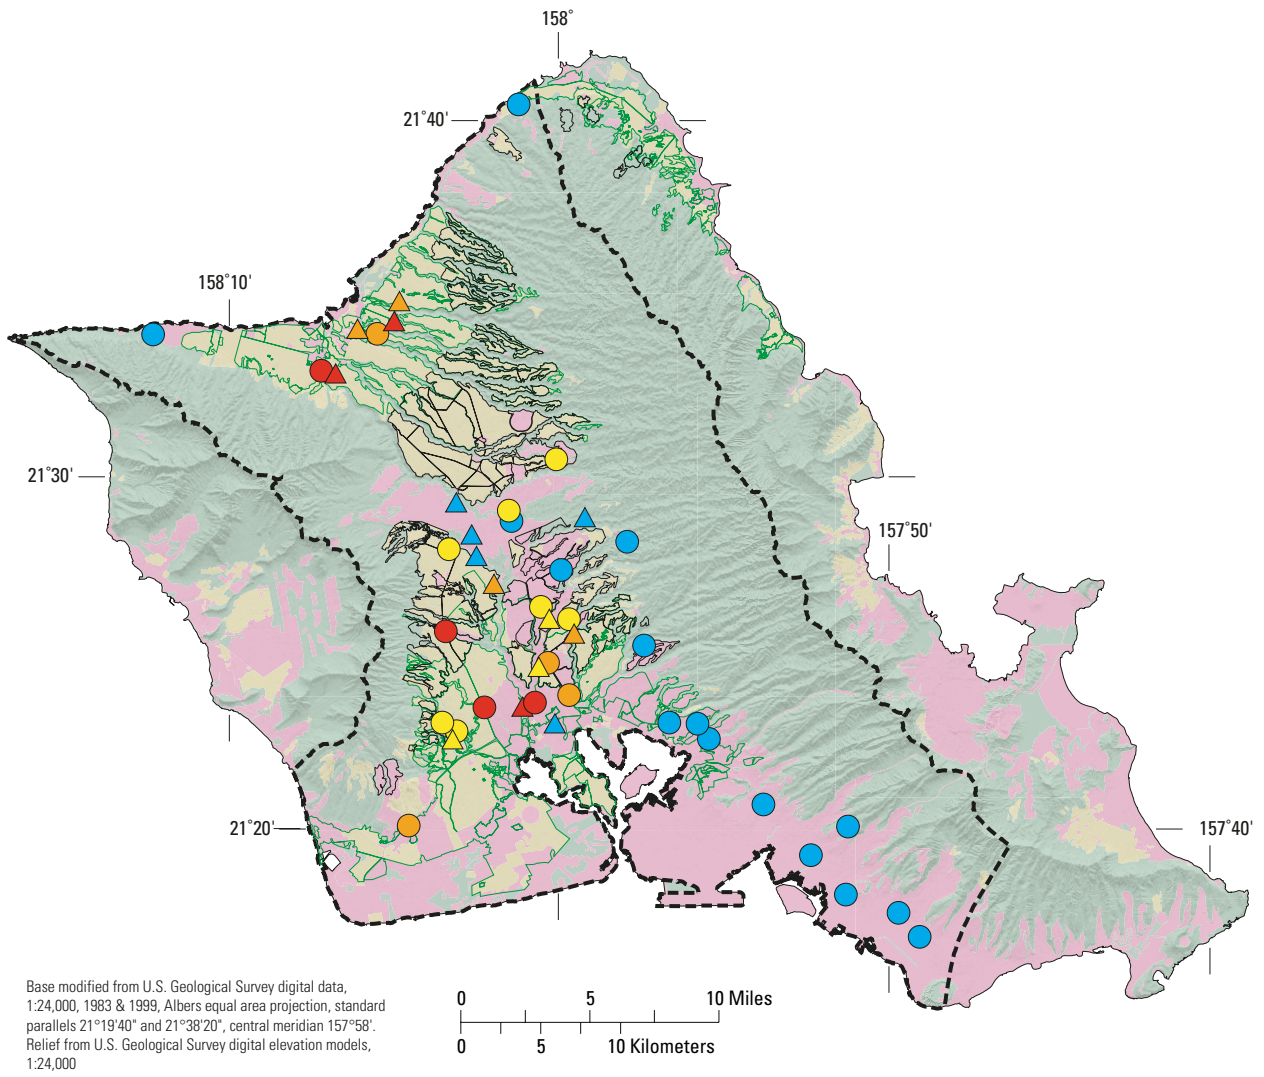 158°
21°40'
158°10'
21°30'
157°50'
21°20'
157°40'
Base modified from U.S. Geological Survey digital data,
1:24,000, 1983 & 1999, Albers equal area projection, standard
parallels 21°19'40" and 21°38'20", central meridian 157°58'.
Relief from U.S. Geological Survey digital elevation models,
1:24,000
0 5 10 Miles
0 5 10 Kilometers